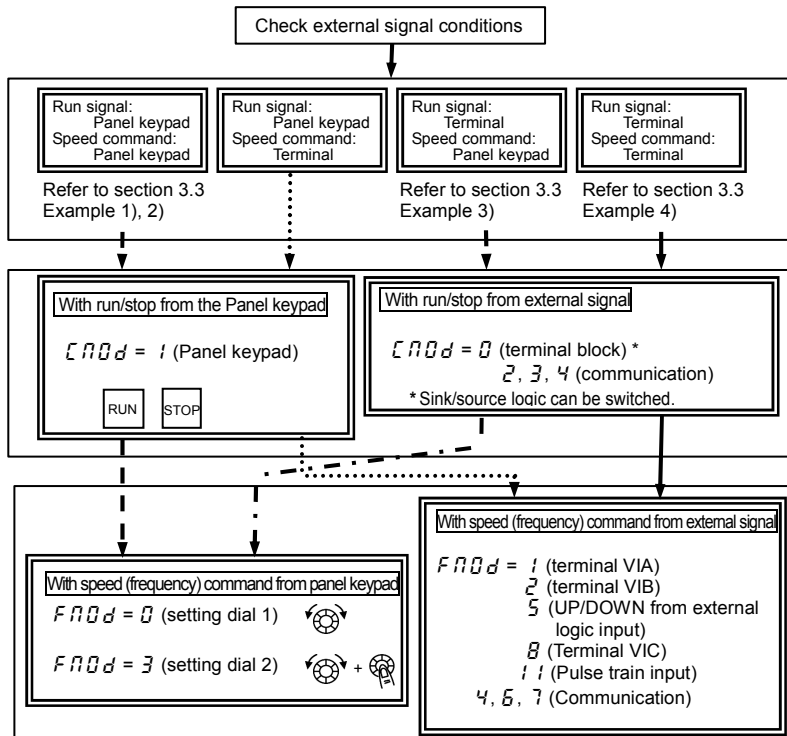 Check external signal conditions
Run signal:
Panel keypad
Speed command:
Panel keypad
Run signal:
Panel keypad
Speed command:
Terminal
Run signal:
Terminal
Speed command:
Panel keypad
Run signal:
Terminal
Speed command:
Terminal
Refer to section 3.3
Example 1), 2)
Refer to section 3.3
Example 3)
Refer to section 3.3
Example 4)
With run/stop from the Panel keypad
CMOd = 1 (Panel keypad)
RUN STOP
With run/stop from external signal
CMOd = 0 (terminal block) *
2, 3, 4 (communication)
* Sink/source logic can be switched.
With speed (frequency) command from panel keypad
FMOd = 0 (setting dial 1)
FMOd = 3 (setting dial 2) +
With speed (frequency) command from external signal
FMOd = 1 (terminal VIA)
2 (terminal VIB)
5 (UP/DOWN from external
logic input)
8 (Terminal VIC)
11 (Pulse train input)
4, 6, 7 (Communication)